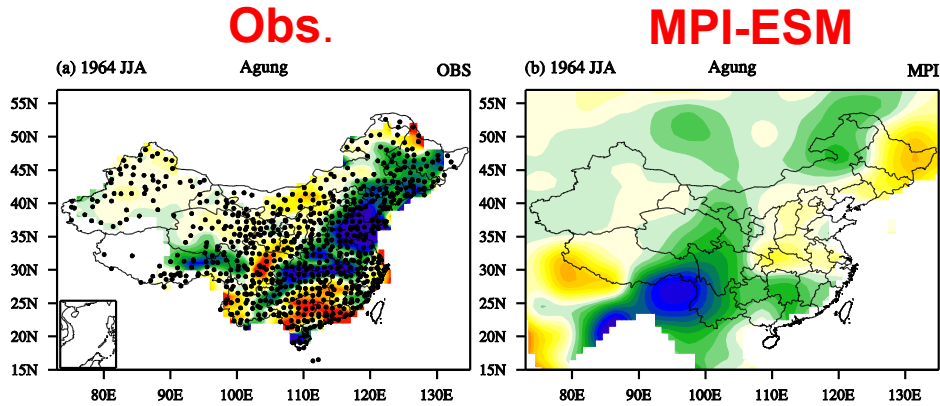 Obs. MPI-ESM
(a) 1964 JJA Agung OBS (b) 1964 JJA Agung MPI
55N 55N
50N 50N
45N 45N
40N 40N
35N 35N
30N 30N
25N 25N
20N 20N
15N 15N
80E 90E 100E 110E 120E 130E 80E 90E 100E 110E 120E 130E